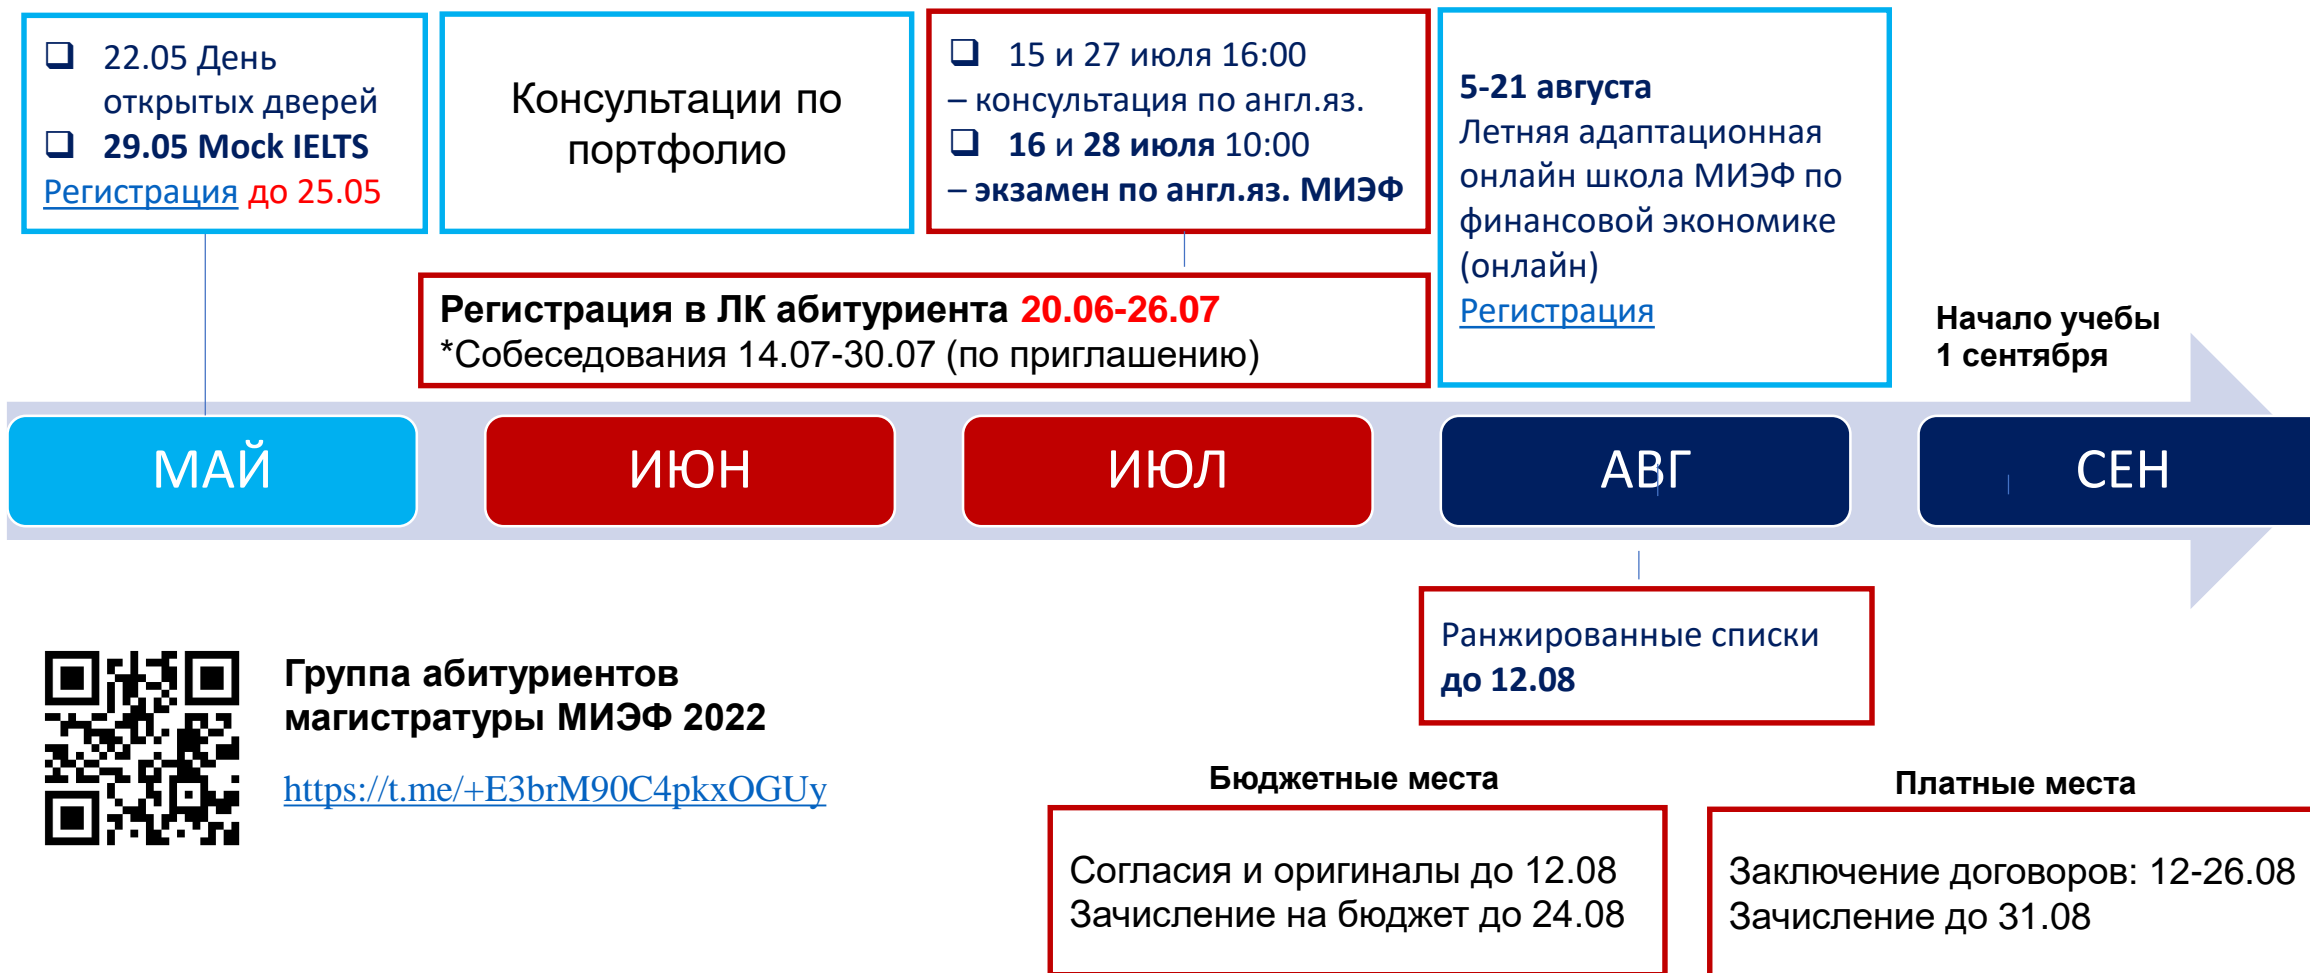 ❑ 22.05 День
открытых дверей
❑ 29.05 Mock IELTS
Регистрация до 25.05
Консультации по
портфолио
❑ 15 и 27 июля 16:00
– консультация по англ.яз.
❑ 16 и 28 июля 10:00
– экзамен по англ.яз. МИЭФ
5-21 августа
Летняя адаптационная
онлайн школа МИЭФ по
финансовой экономике
(онлайн)
Регистрация
Регистрация в ЛК абитуриента 20.06-26.07
*Собеседования 14.07-30.07 (по приглашению)
Начало учебы
1 сентября
МАЙ
ИЮН
ИЮЛ
АВГ
СЕН
Ранжированные списки
до 12.08
Группа абитуриентов
магистратуры МИЭФ 2022
https://t.me/+E3brM90C4pkxOGUy
Бюджетные места
Согласия и оригиналы до 12.08
Зачисление на бюджет до 24.08
Платные места
Заключение договоров: 12-26.08
Зачисление до 31.08